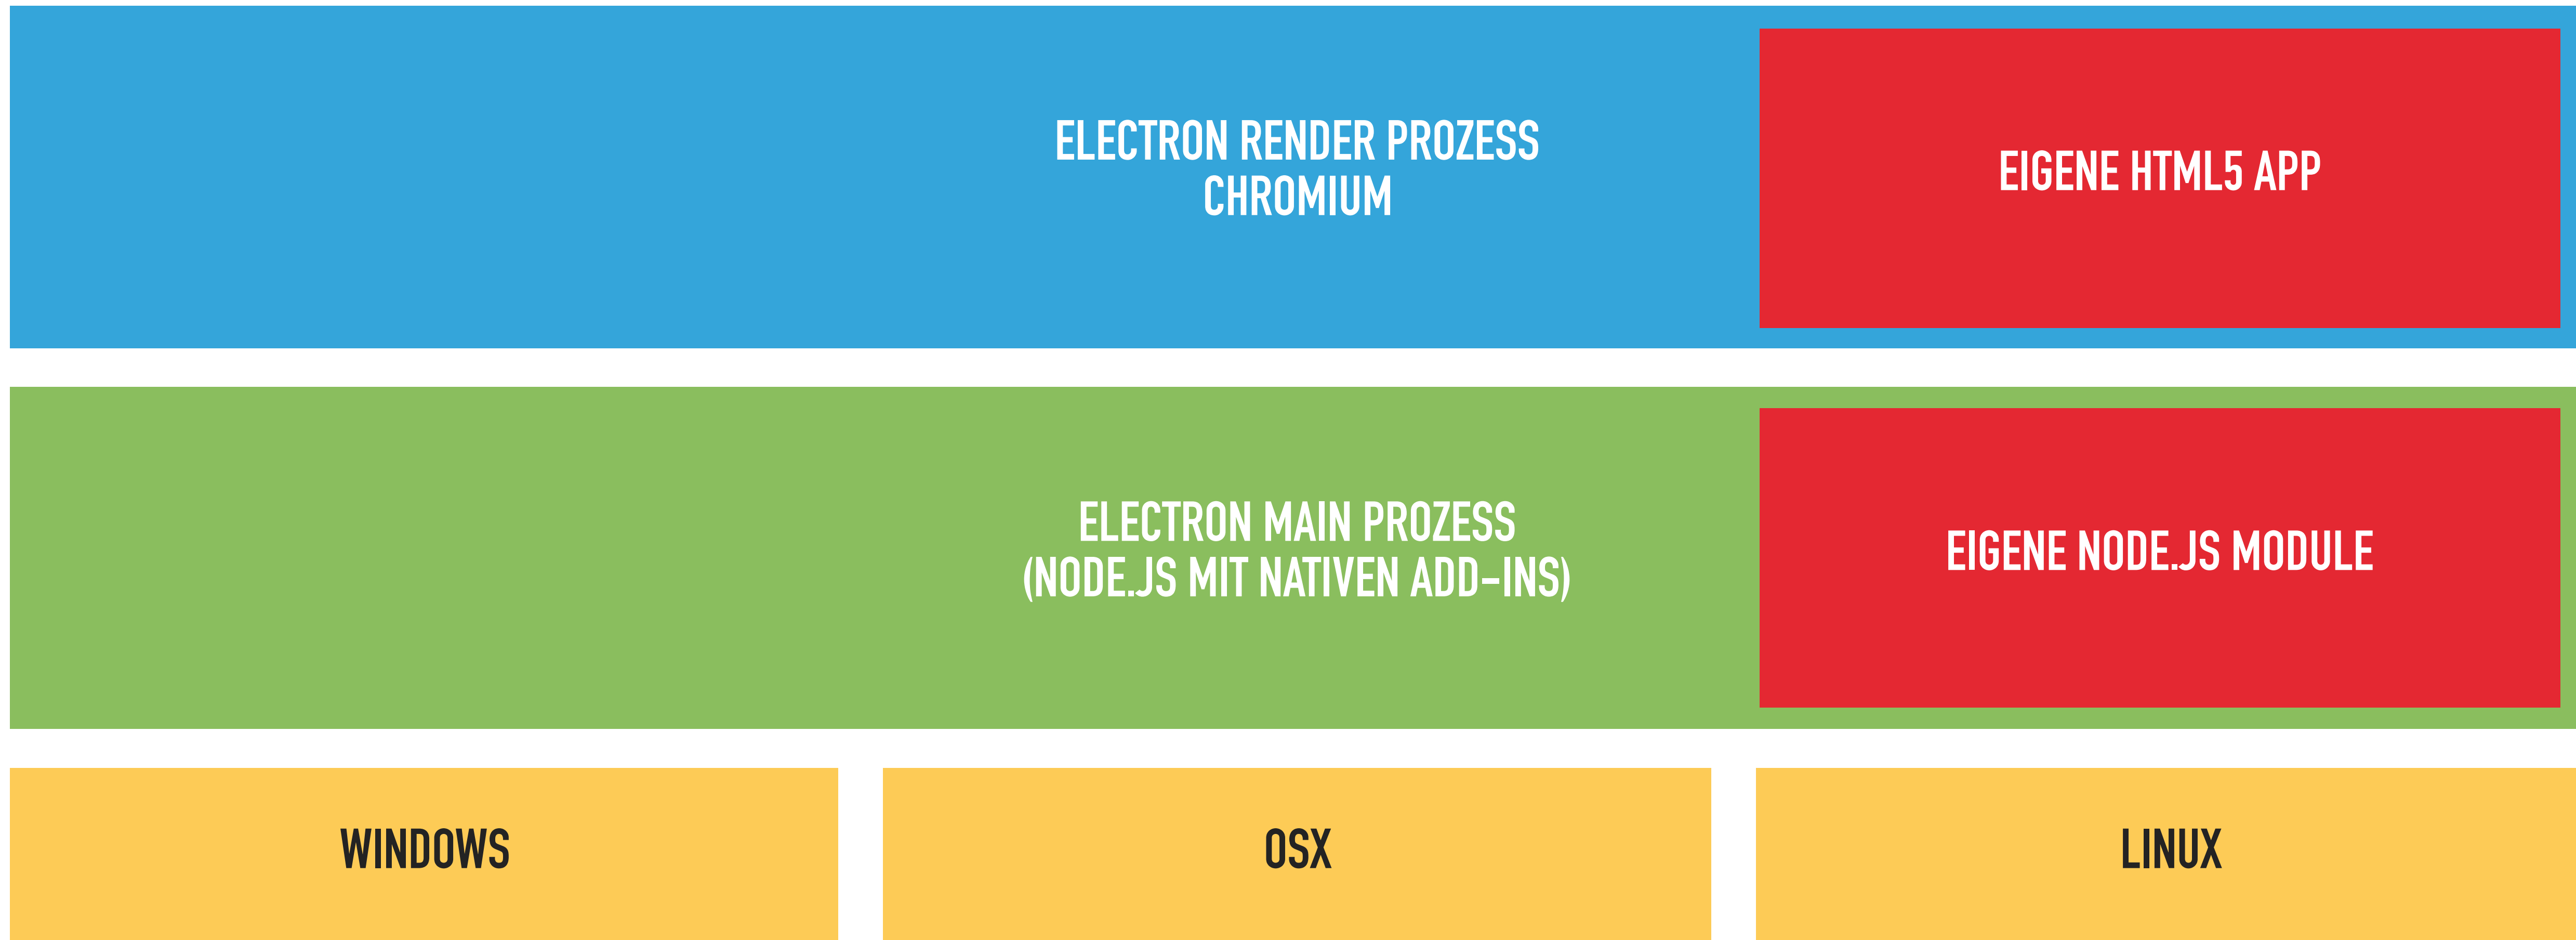 ELECTRON RENDER PROZESS
CHROMIUM
EIGENE HTML5 APP
ELECTRON MAIN PROZESS
(NODE.JS MIT NATIVEN ADD-INS)
EIGENE NODE.JS MODULE
WINDOWS
OSX
LINUX